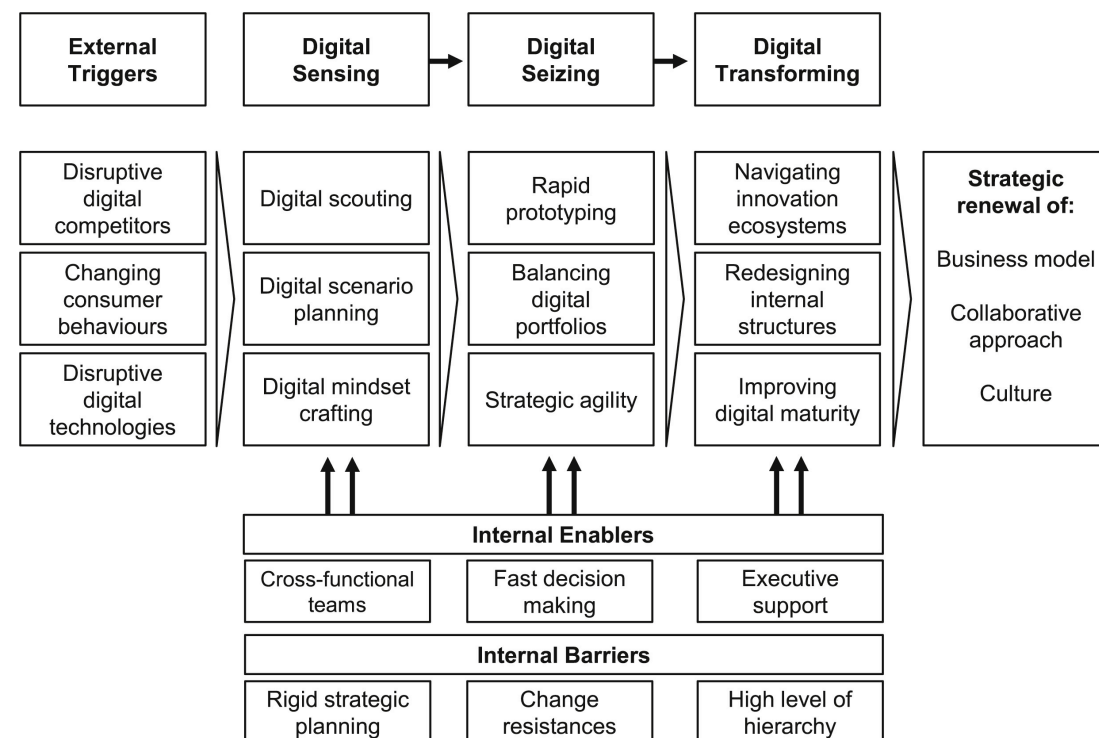 External
Triggers
Digital
Sensing
Digital
Seizing
Digital
Transforming
Disruptive
digital
competitors
Changing
consumer
behaviours
Disruptive
digital
technologies
Digital scouting
Digital scenario
planning
Digital mindset
crafting
Rapid
prototyping
Balancing
digital
portfolios
Strategic agility
Navigating
innovation
ecosystems
Redesigning
internal
structures
Improving
digital maturity
Strategic
renewal of:
Business model
Collaborative
approach
Culture
Internal Enablers
Cross-functional
teams
Fast decision
making
Executive
support
Internal Barriers
Rigid strategic
planning
Change
resistances
High level of
hierarchy